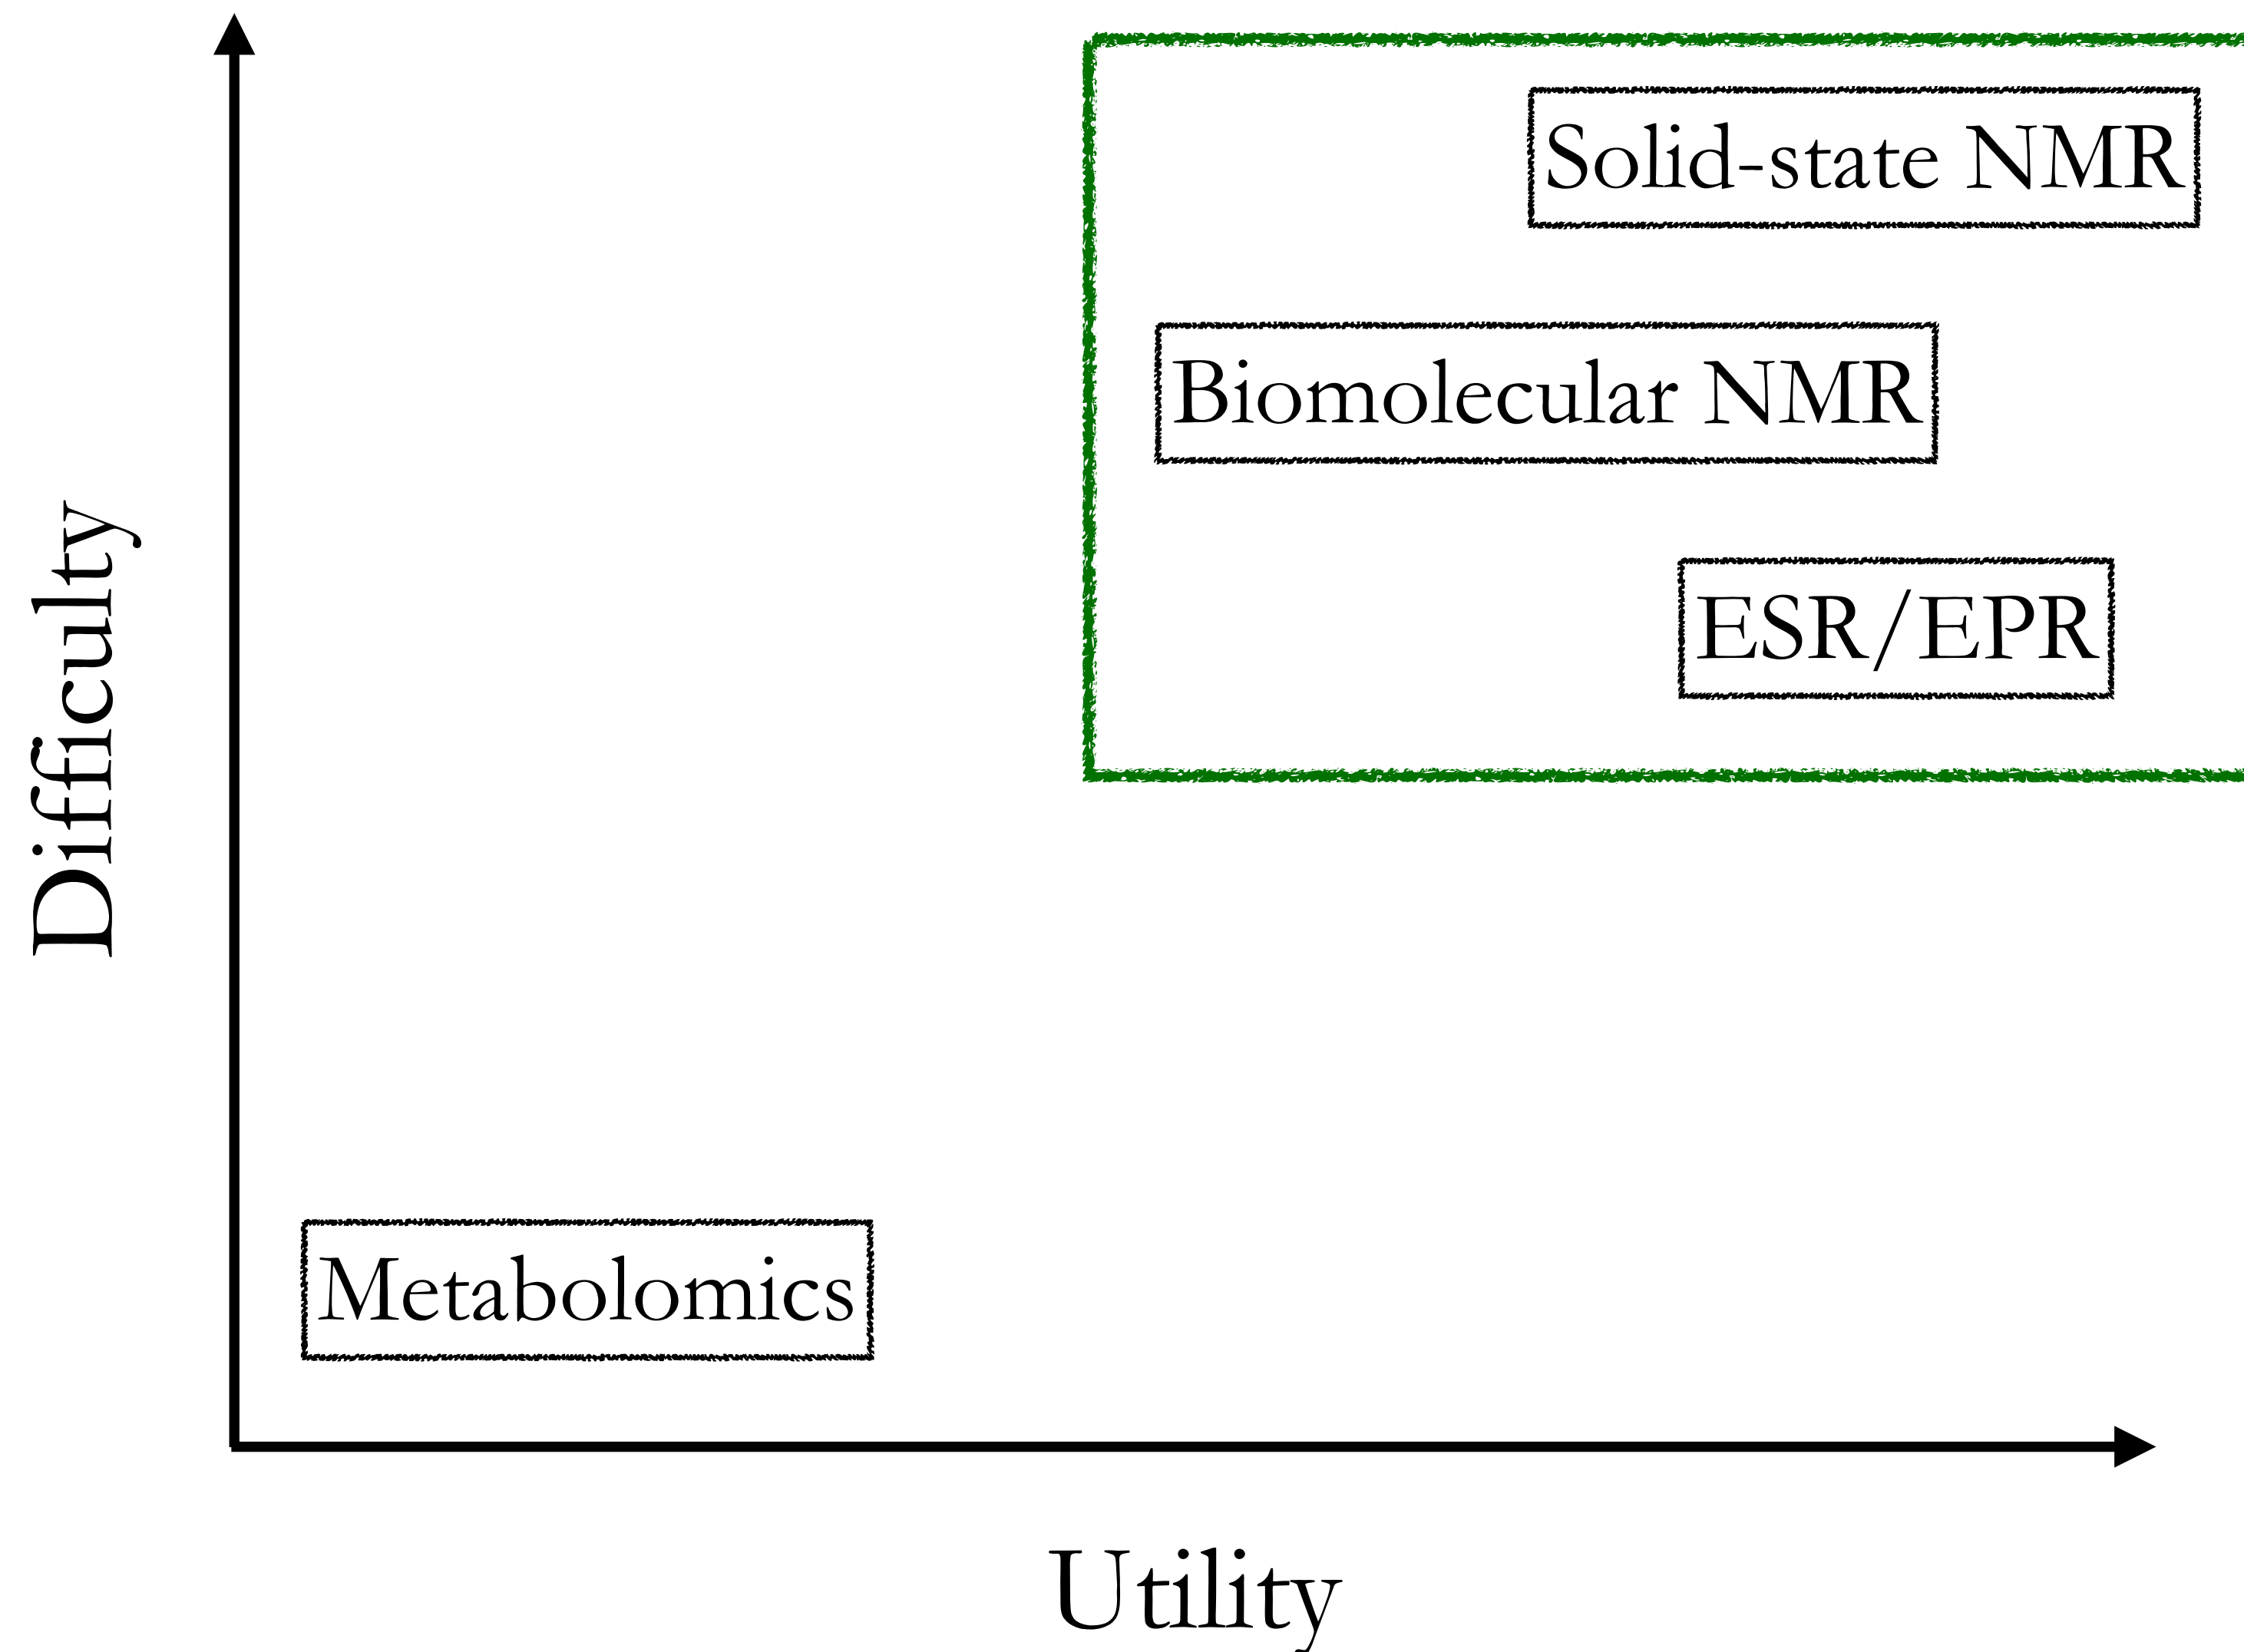 Difficulty
Solid-state NMR
Biomolecular NMR
ESR/EPR
Metabolomics
Utility